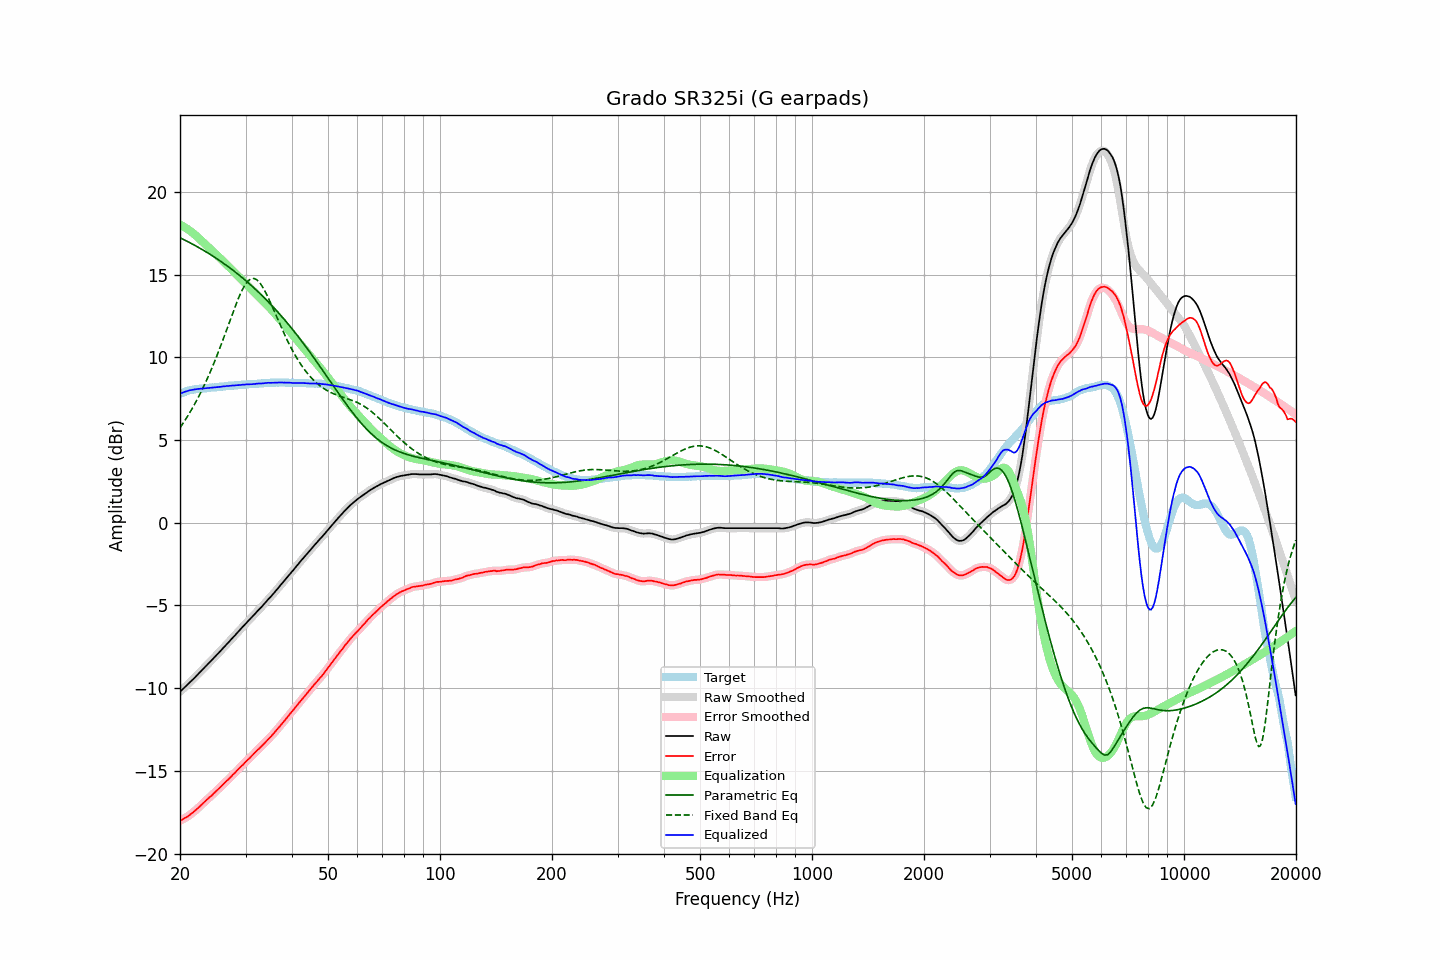 Grado SR325i (G earpads)
Amplitude (dBr)
20
15
10
5
0
−5
−10
−15
−20
Target
Raw Smoothed
Error Smoothed
Raw
Error
Equalization
Parametric Eq
Fixed Band Eq
Equalized
20 50 100 200 500 1000 2000 5000 10000 20000
Frequency (Hz)